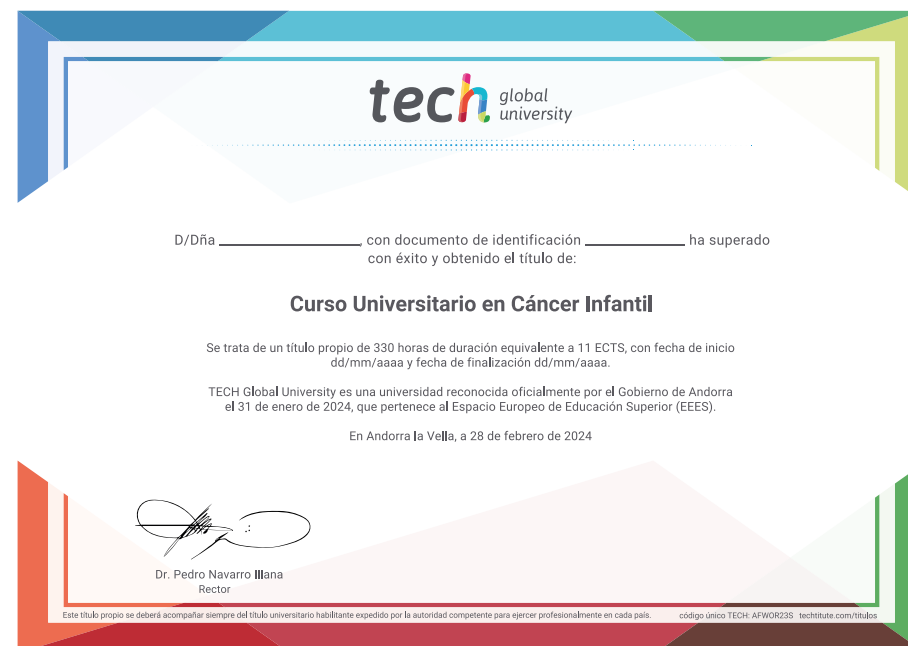 tech global university
D/Dña ____________________, con documento de identificación ______________ ha superado
con éxito y obtenido el título de:
Curso Universitario en Cáncer Infantil
Se trata de un título propio de 330 horas de duración equivalente a 11 ECTS, con fecha de inicio
dd/mm/aaaa y fecha de finalización dd/mm/aaaa.
TECH Global University es una universidad reconocida oficialmente por el Gobierno de Andorra
el 31 de enero de 2024, que pertenece al Espacio Europeo de Educación Superior (EEES).
En Andorra la Vella, a 28 de febrero de 2024
Dr. Pedro Navarro Illana
Rector
Este título propio se deberá acompañar siempre del título universitario habilitante expedido por la autoridad competente para ejercer profesionalmente en cada país. código único TECH: AFWOR23S techtitute.com/titulos